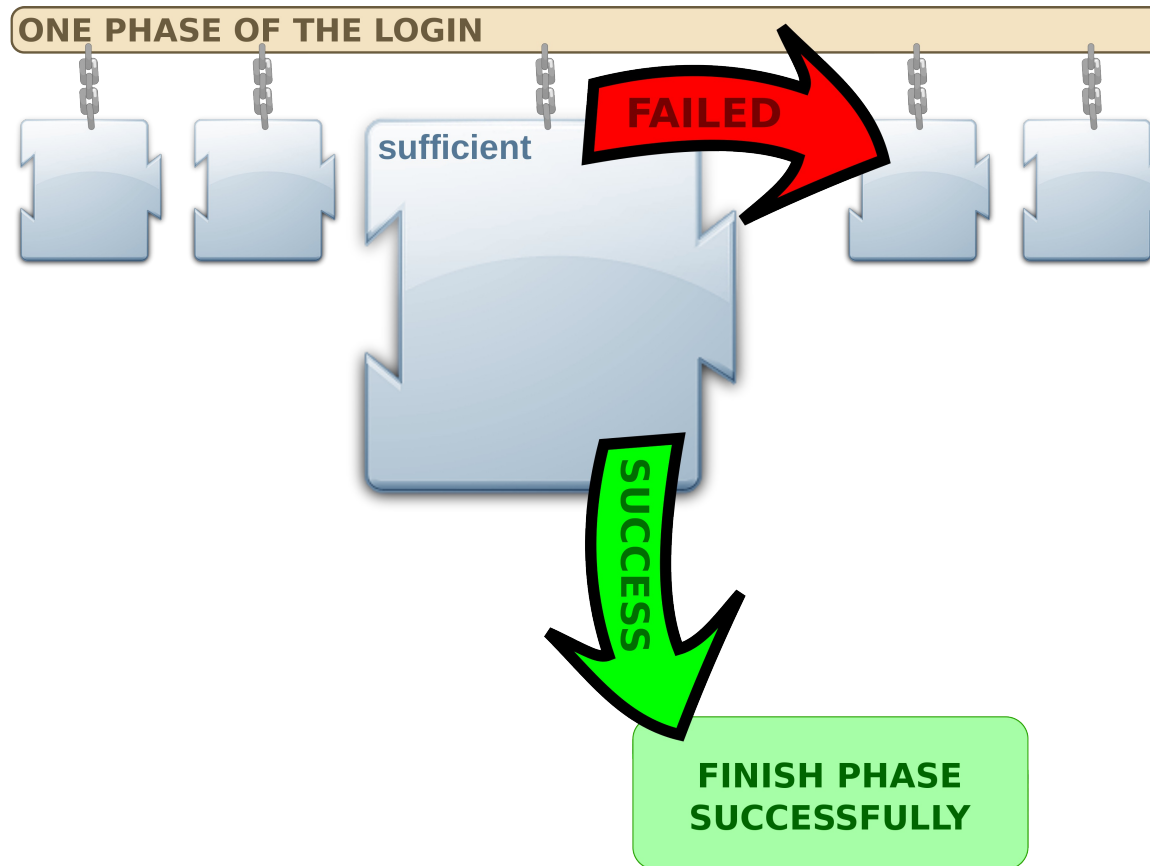 ONE PHASE OF THE LOGIN
FAILED
sufficient
SUCCESS
FINISH PHASE
SUCCESSFULLY